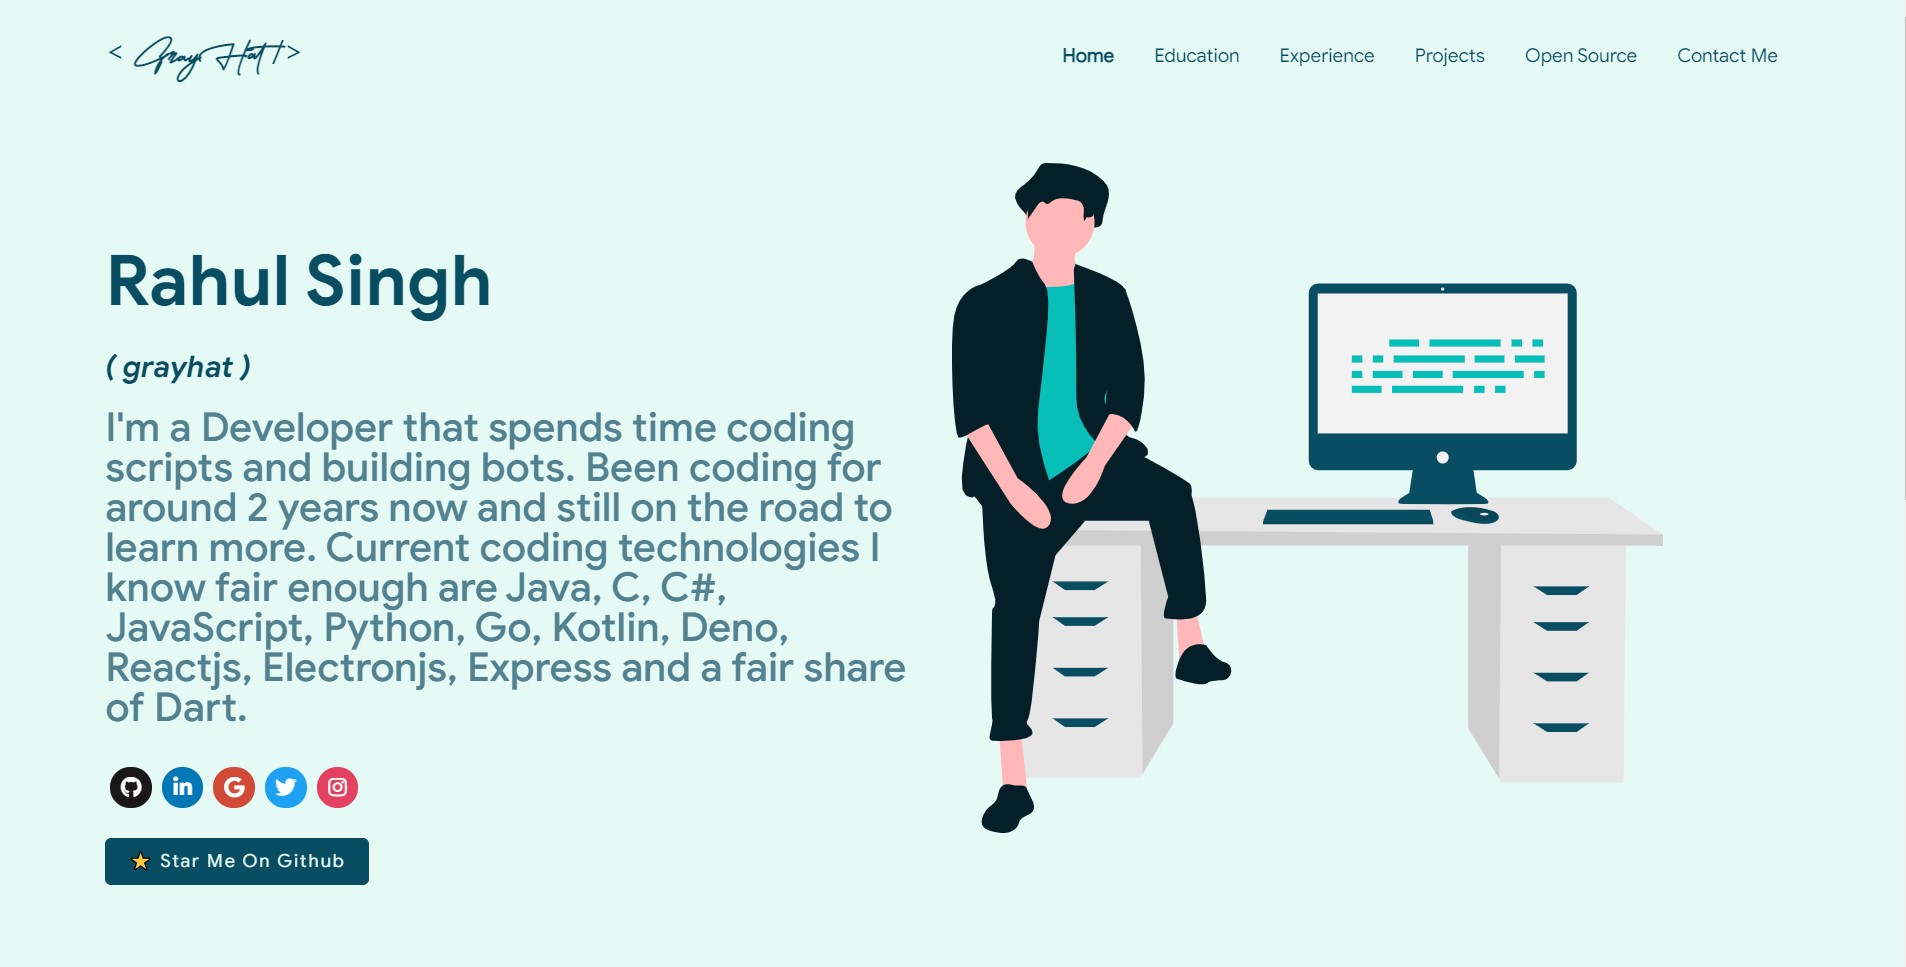 < Gray Hat >
Home Education Experience Projects Open Source Contact Me
Rahul Singh
( grayhat )
I'm a Developer that spends time coding
scripts and building bots. Been coding for
around 2 years now and still on the road to
learn more. Current coding technologies I
know fair enough are Java, C, C#,
JavaScript, Python, Go, Kotlin, Deno,
Reactjs, Electronjs, Express and a fair share
of Dart.
in G
Star Me On Github